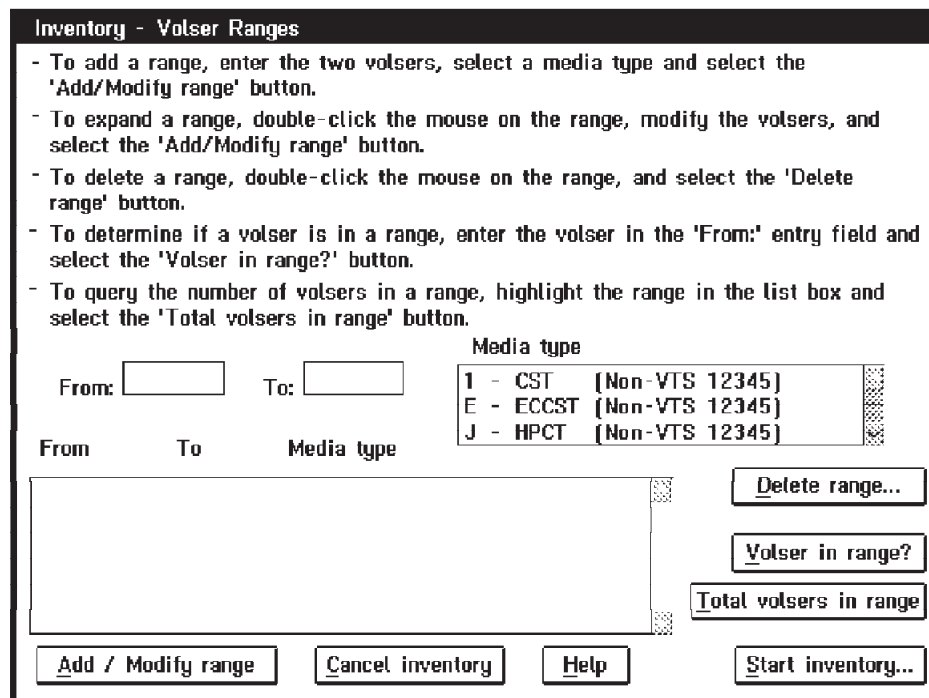 Inventory - Volser Ranges
- To add a range, enter the two volsers, select a media type and select the
'Add/Modify range' button.
- To expand a range, double-click the mouse on the range, modify the volsers, and
select the 'Add/Modify range' button.
- To delete a range, double-click the mouse on the range, and select the 'Delete
range' button.
- To determine if a volser is in a range, enter the volser in the 'From:' entry field and
select the 'Volser in range?' button.
- To query the number of volsers in a range, highlight the range in the list box and
select the 'Total volsers in range' button.
Media type
From: To:
1 - CST (Non-VTS 12345)
E - ECCST (Non-VTS 12345)
J - HPCT (Non-VTS 12345)
From To Media type
Delete range...
Volser in range?
Total volsers in range
Add / Modify range Cancel inventory Help Start inventory...